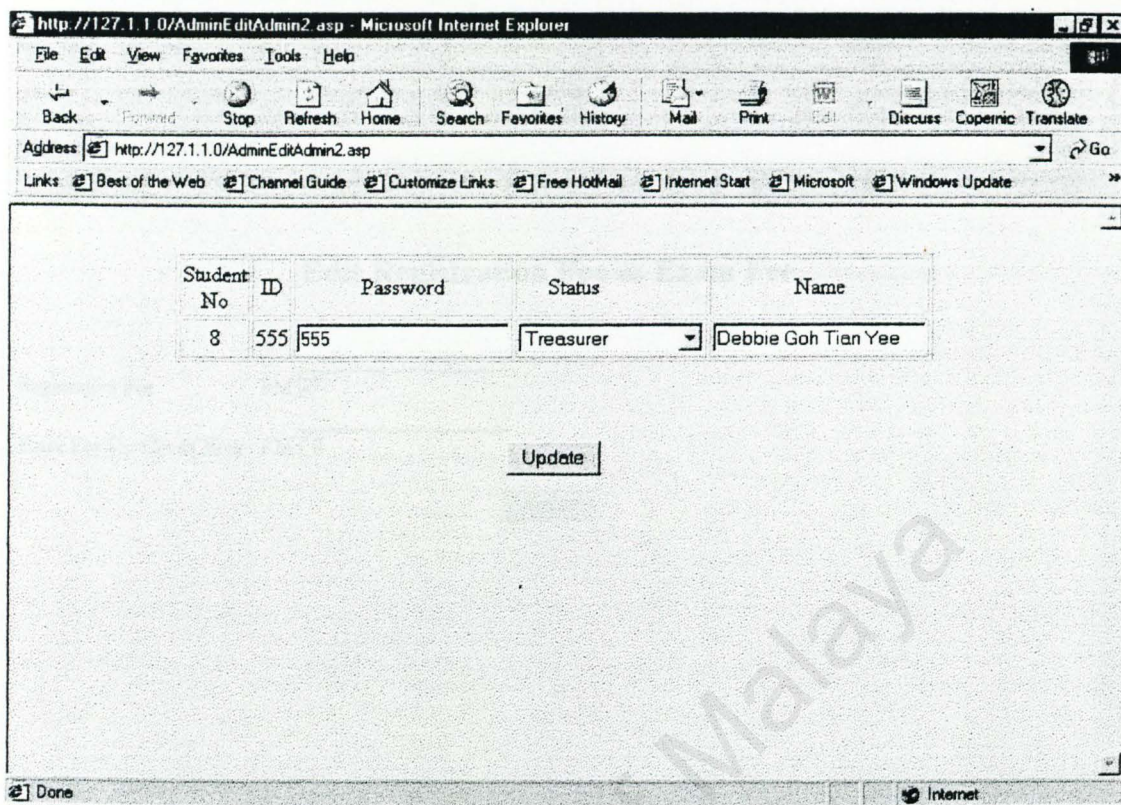 http://127.1.1.0/AdminEditAdmin2.asp - Microsoft Internet Explorer
File Edit View Favorites Tools Help
Back Forward Stop Refresh Home Search Favorites History Mail Print Edit Discuss Copernic Translate
Address http://127.1.1.0/AdminEditAdmin2.asp Go
Links Best of the Web Channel Guide Customize Links Free HotMail Internet Start Microsoft Windows Update »
Student No ID Password Status Name
8 555 555 Treasurer Debbie Goh Tian Yee
Update
Malaya
Done Internet